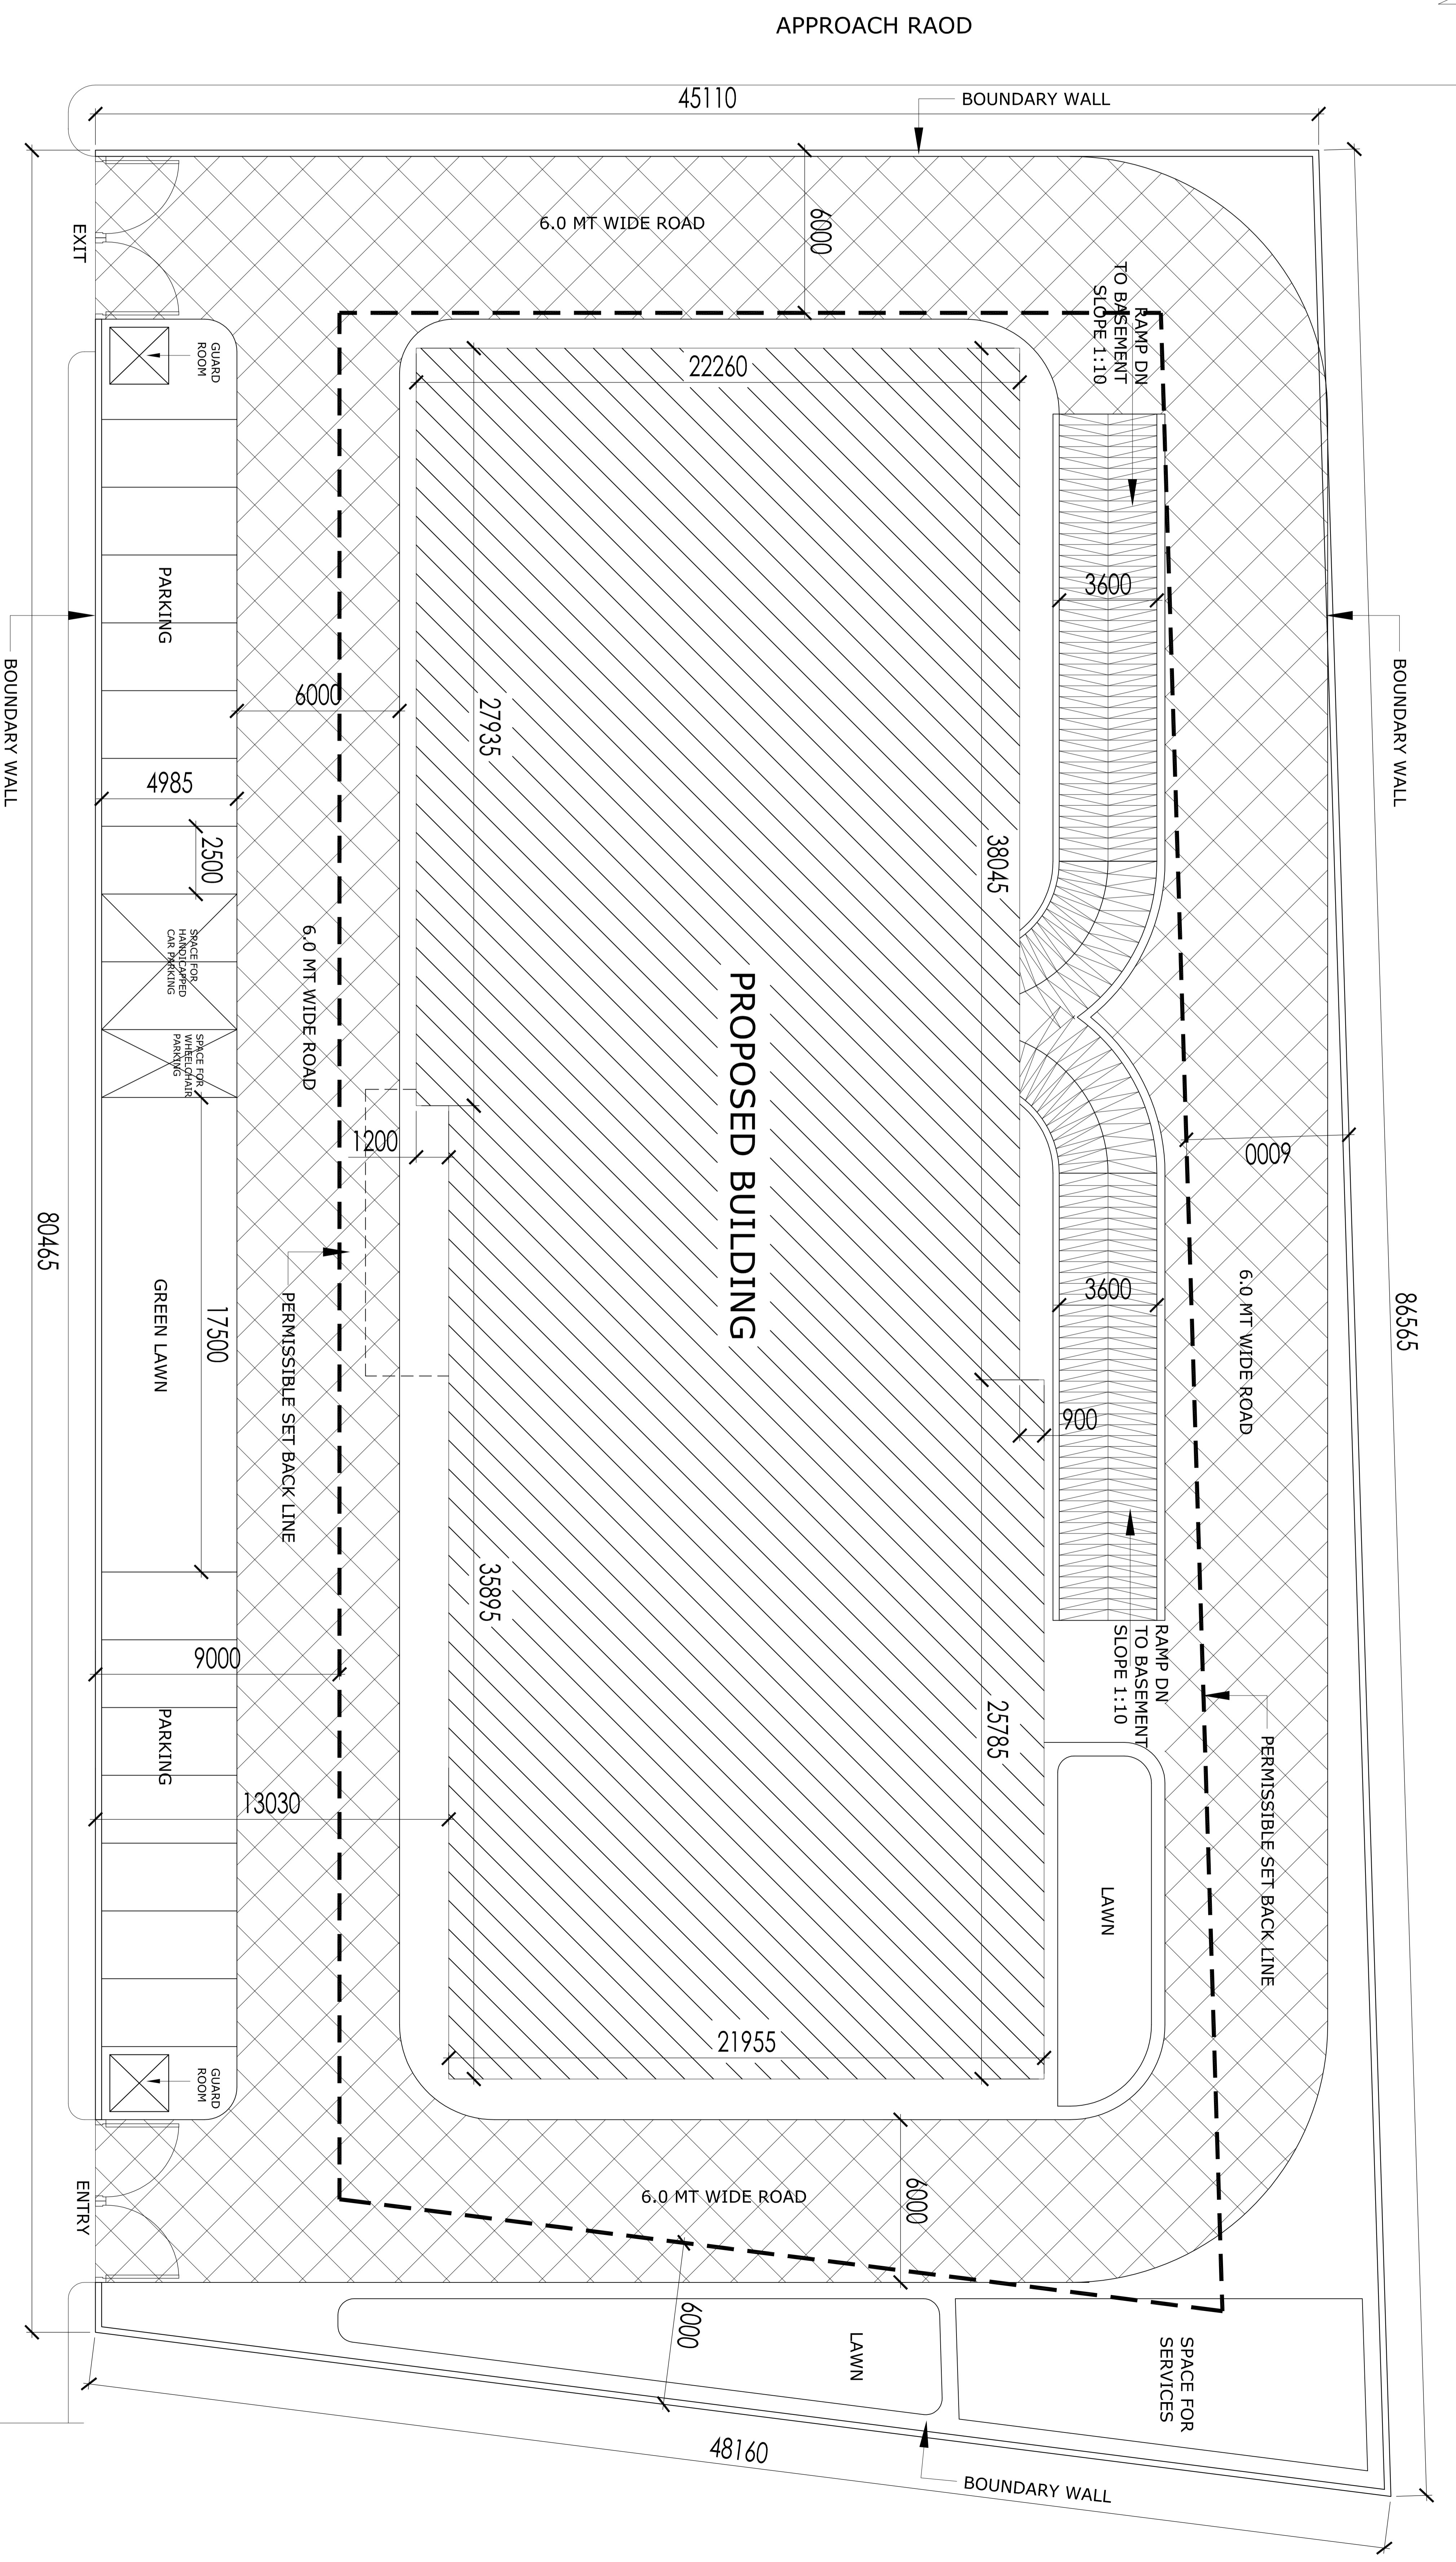 APPROACH RAOD
45110
BOUNDARY WALL
6.0 MT WIDE ROAD
6000
EXIT
RAMP DN
TO BASEMENT
SLOPE 1:10
GUARD
ROOM
22260
3600
PARKING
BOUNDARY WALL
BOUNDARY WALL
6000
27935
4985
2500
38045
SPACE FOR
HANDICAPPED
CAR PARKING
6.0 MT WIDE ROAD
PROPOSED BUILDING
SPACE FOR
WHEELCHAIR
PARKING
1200
6000
80465
GREEN LAWN
17500
PERMISSIBLE SET BACK LINE
3600
6.0 MT WIDE ROAD
86565
900
35895
RAMP DN
TO BASEMENT
SLOPE 1:10
9000
PARKING
25785
PERMISSIBLE SET BACK LINE
13030
LAWN
21955
GUARD
ROOM
ENTRY
6.0 MT WIDE ROAD
6000
6000
LAWN
SPACE FOR
SERVICES
48160
BOUNDARY WALL